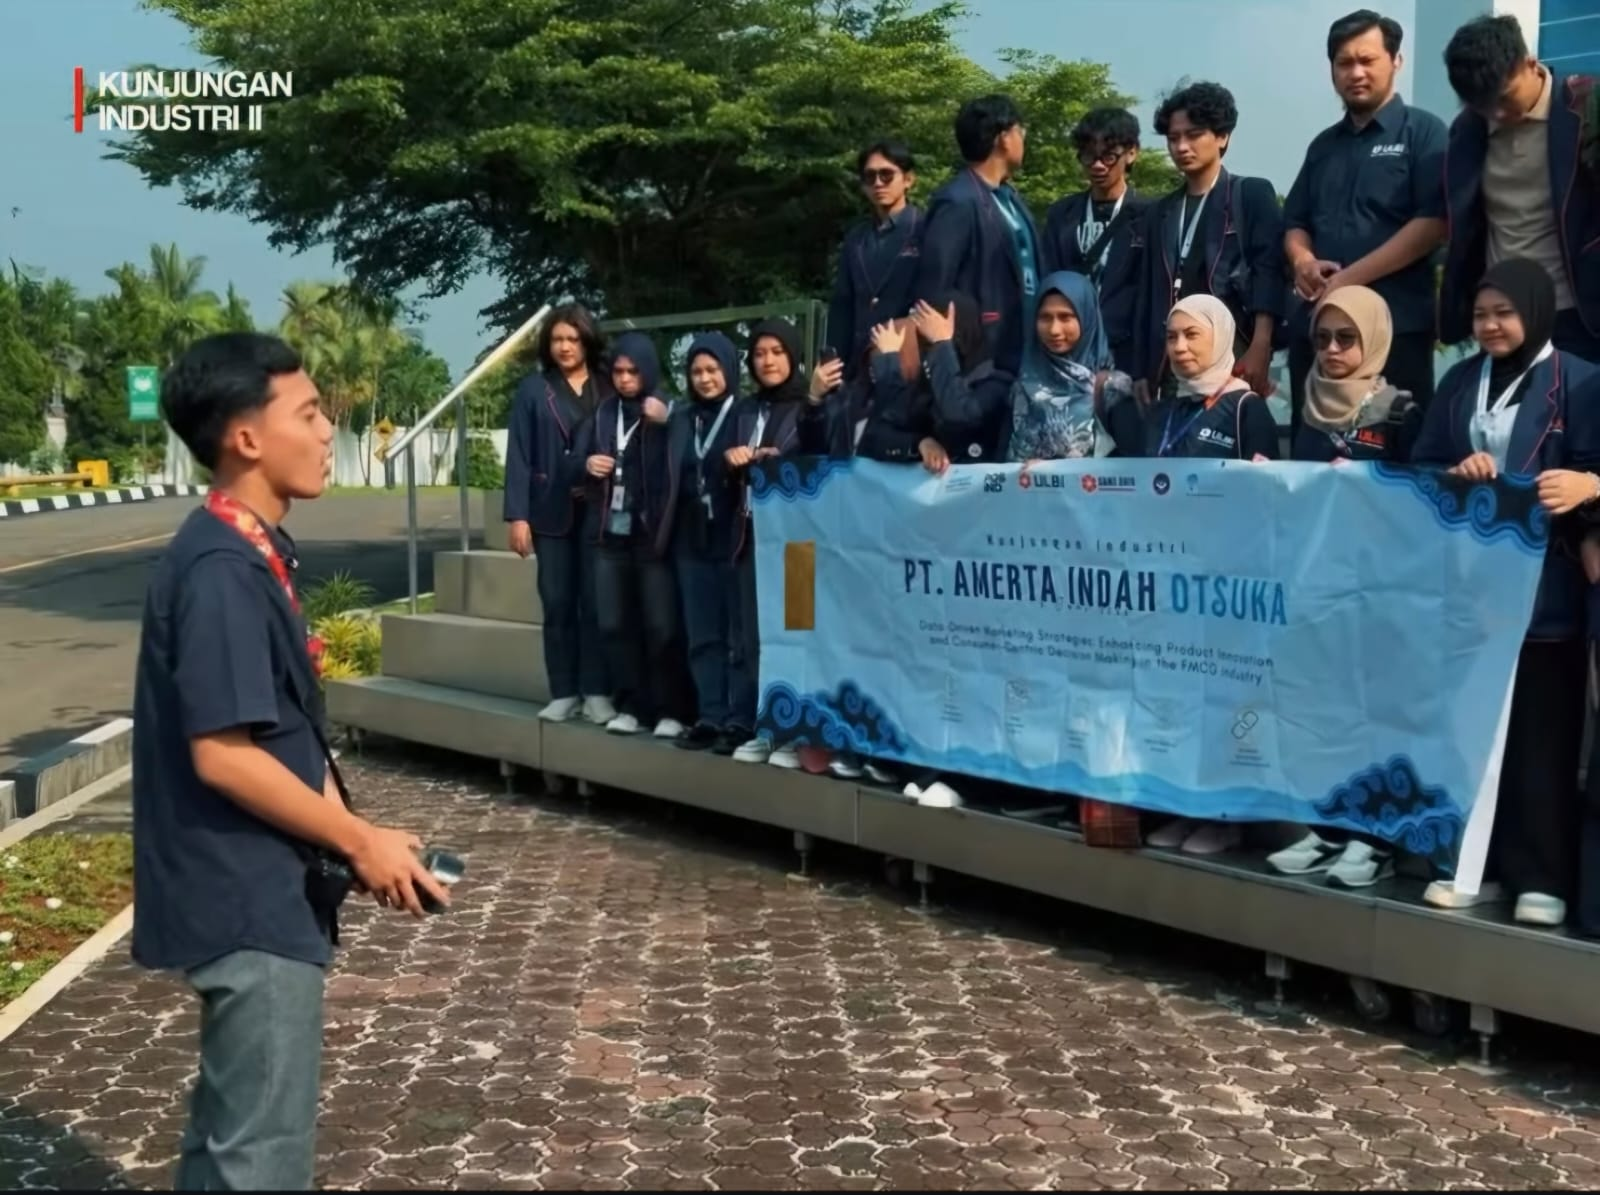 KUNJUNGAN
INDUSTRI II
ULBI
ULBI
Kunjungan Industri
PT. AMERTA INDAH OTSUKA
Data-Driven Marketing Strategies: Enhancing Product Innovation
and Consumer-Centric Decision Making in the FMCG Industry